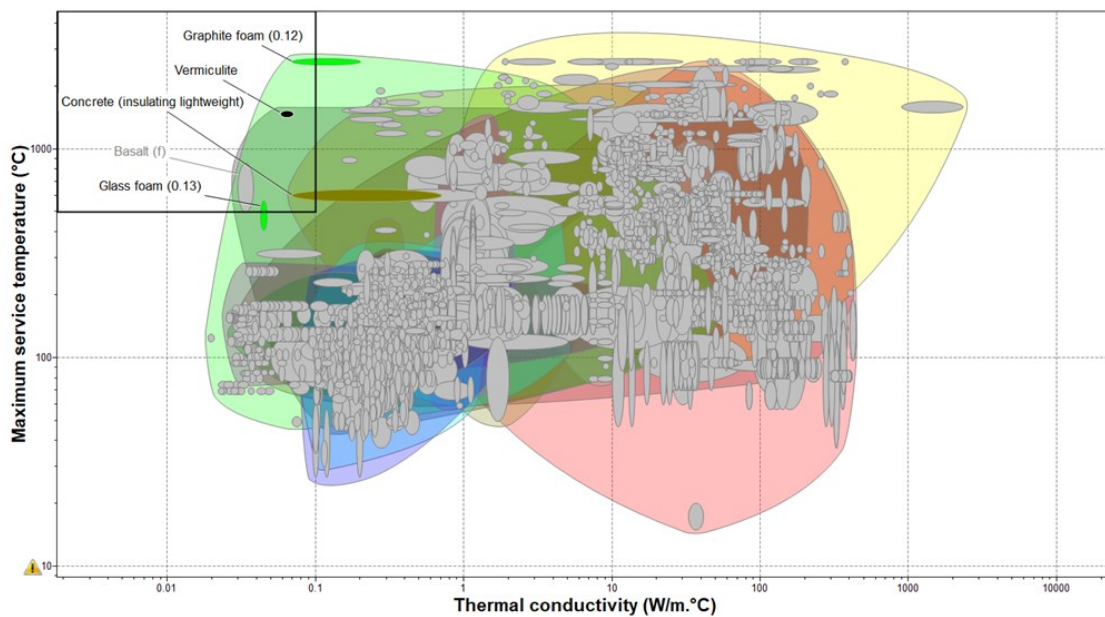 Graphite foam (0.12)
Vermiculite
Concrete (insulating lightweight)
Basalt (f)
Glass foam (0.13)
Maximum service temperature (°C)
1000
100
10
0.01
0.1
1
10
100
1000
10000
Thermal conductivity (W/m.°C)